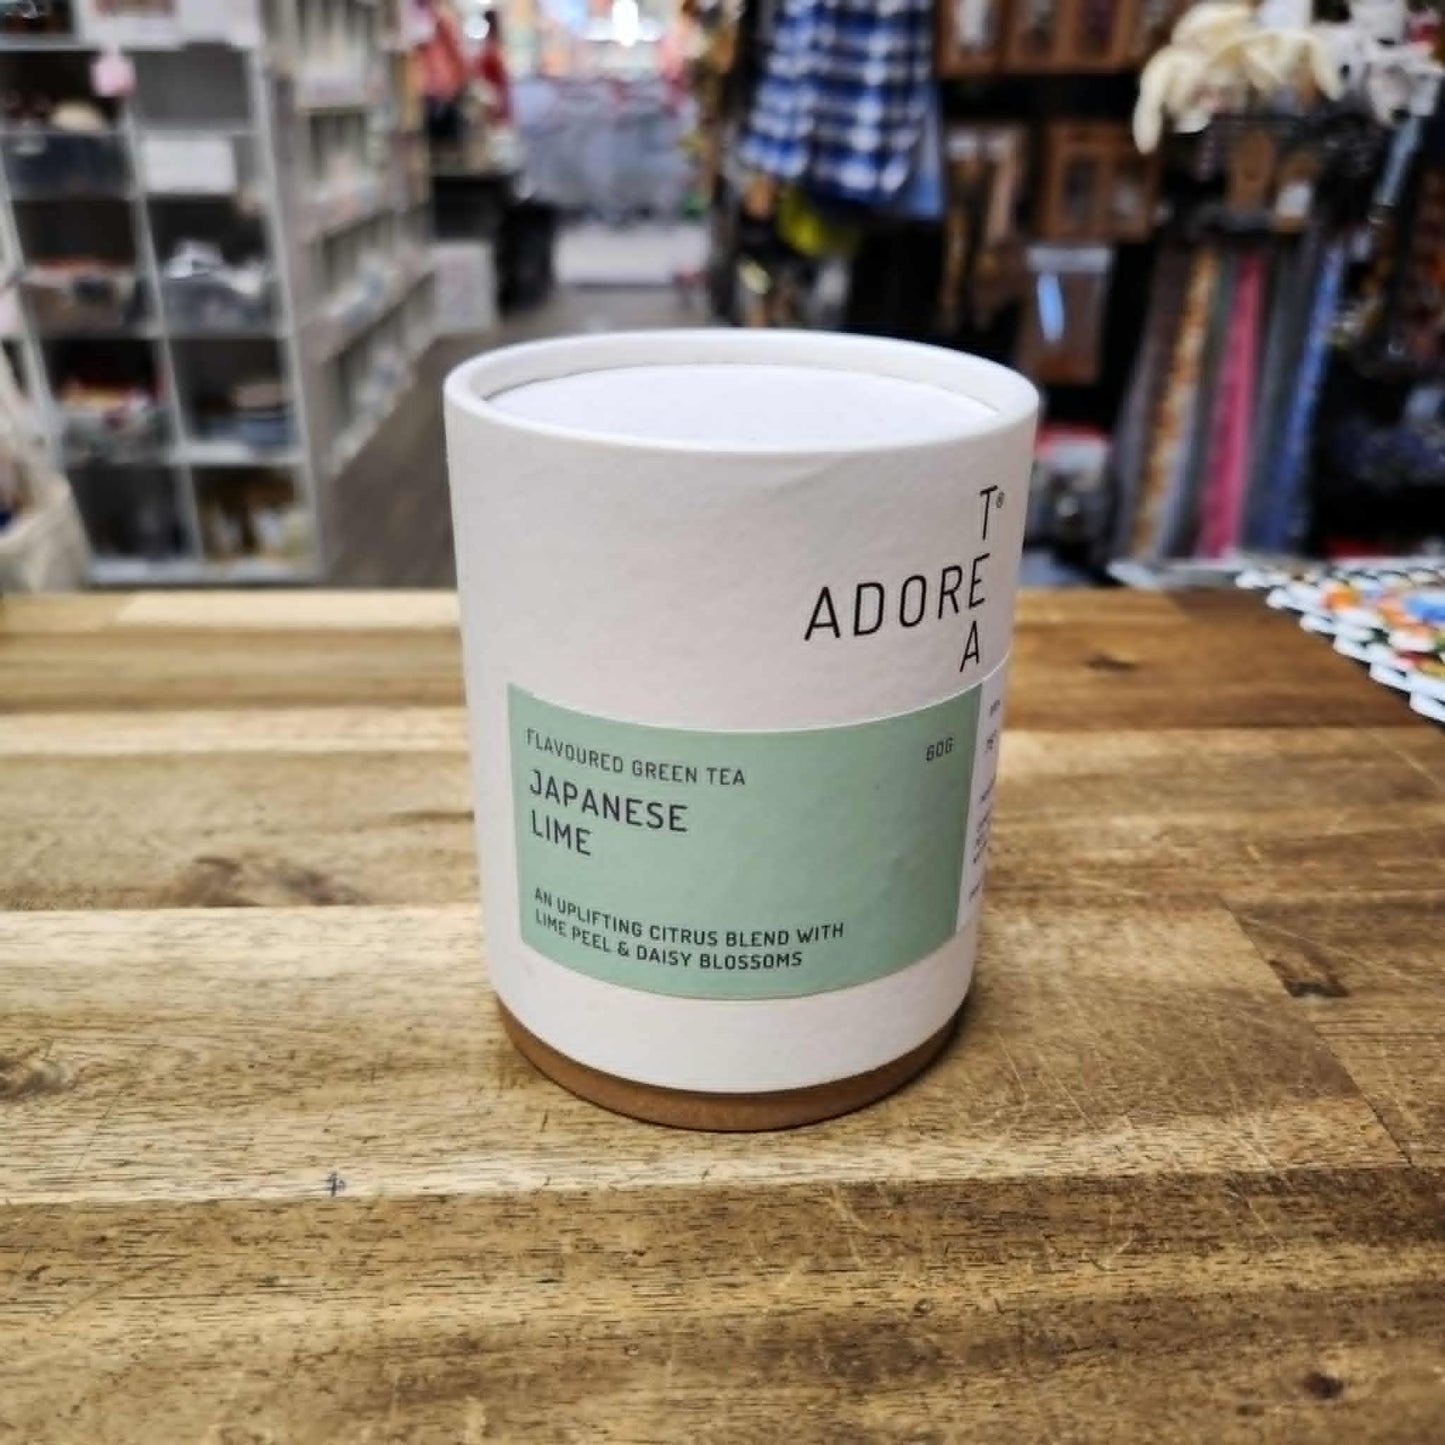 T®
ADORE
A
FLAVOURED GREEN TEA
60G
JAPANESE
LIME
AN UPLIFTING CITRUS BLEND WITH
LIME PEEL & DAISY BLOSSOMS